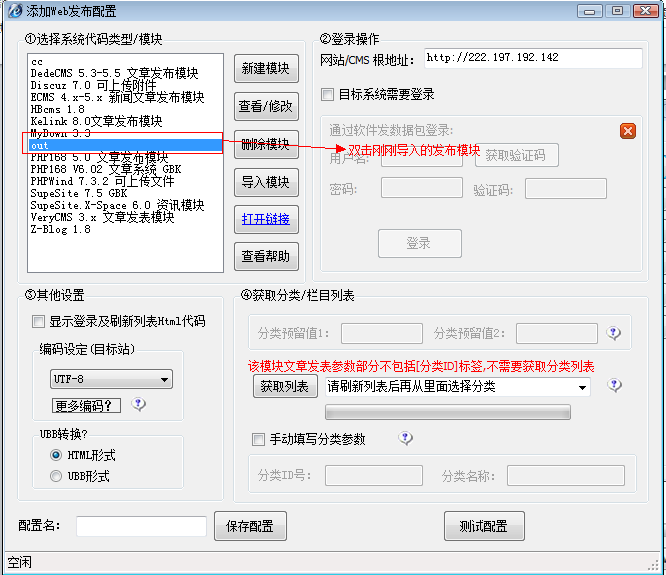 添加Web发布配置
①选择系统代码类型/模块
cc
DedeCMS 5.3-5.5 文章发布模块
Discuz 7.0 可上传附件
ECMS 4.x-5.x 新闻文章发布模块
HBcms 1.8
Kelink 8.0文章发布模块
MyDown 3.3
out
PHP168 5.0 文章发布模块
PHP168 V6.02 文章系统 GBK
PHPWind 7.3.2 可上传文件
SupeSite 7.5 GBK
SupeSite.X-Space 6.0 资讯模块
VeryCMS 3.x 文章发表模块
Z-Blog 1.8
新建模块
查看/修改
删除模块
导入模块
打开链接
查看帮助
②登录操作
网站/CMS 根地址: http://222.197.192.142
目标系统需要登录
通过软件发数据包登录:
双击刚刚导入的发布模块
用户名: 获取验证码
密码: 验证码:
登录
③其他设置
显示登录及刷新列表Html代码
编码设定(目标站)
UTF-8
更多编码?
UBB转换?
HTML形式
UBB形式
④获取分类/栏目列表
分类预留值1: 分类预留值2:
该模块文章发表参数部分不包括[分类ID]标签,不需要获取分类列表
获取列表 请刷新列表后再从里面选择分类
手动填写分类参数
分类ID号: 分类名称:
配置名: 保存配置 测试配置
空闲